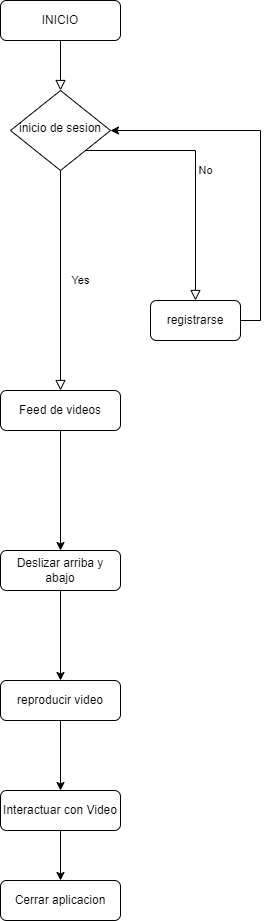 INICIO
inicio de sesion
No
Yes
registrarse
Feed de videos
Deslizar arriba y
abajo
reproducir video
Interactuar con Video
Cerrar aplicacion